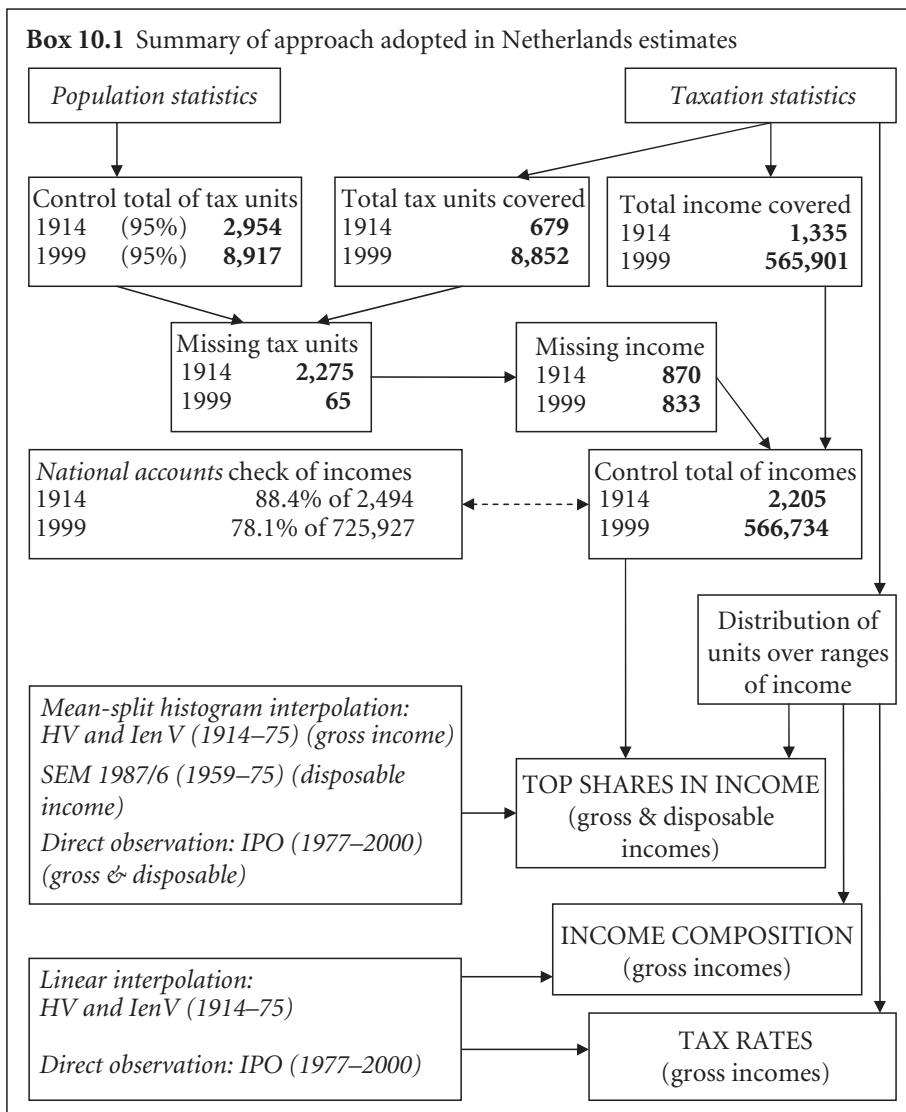 Box 10.1 Summary of approach adopted in Netherlands estimates
Population statistics
Taxation statistics
Control total of tax units
1914 (95%) 2,954
1999 (95%) 8,917
Total tax units covered
1914 679
1999 8,852
Total income covered
1914 1,335
1999 565,901
Missing tax units
1914 2,275
1999 65
Missing income
1914 870
1999 833
National accounts check of incomes
1914 88.4% of 2,494
1999 78.1% of 725,927
Control total of incomes
1914 2,205
1999 566,734
Distribution of
units over ranges
of income
Mean-split histogram interpolation:
HV and Ien V (1914–75) (gross income)
SEM 1987/6 (1959–75) (disposable
income)
Direct observation: IPO (1977–2000)
(gross & disposable)
TOP SHARES IN INCOME
(gross & disposable
incomes)
INCOME COMPOSITION
(gross incomes)
Linear interpolation:
HV and IenV (1914–75)
Direct observation: IPO (1977–2000)
TAX RATES
(gross incomes)